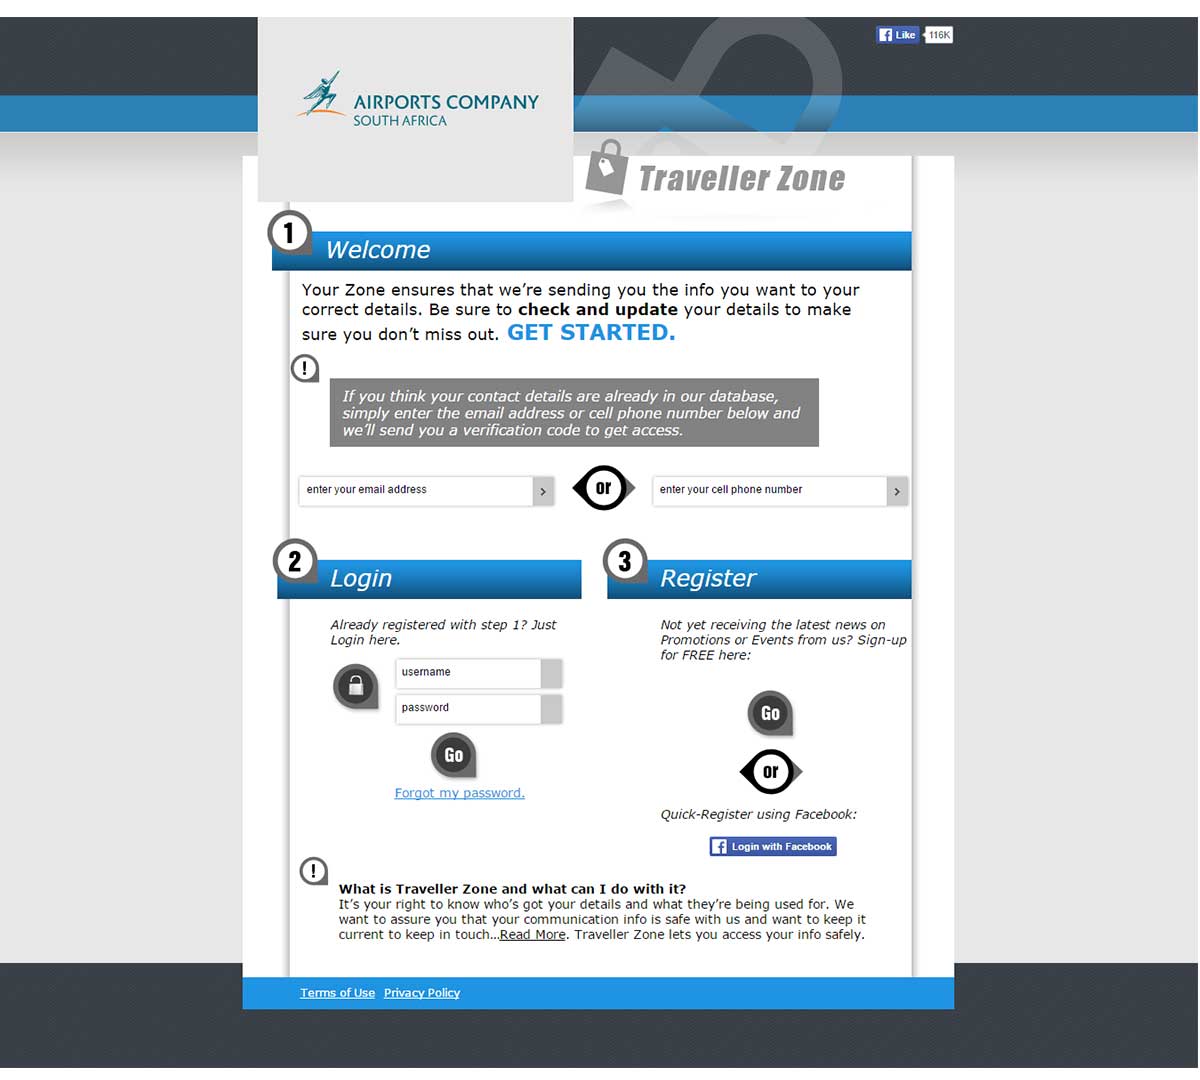 Like 116K
AIRPORTS COMPANY
SOUTH AFRICA
Traveller Zone
1 Welcome
Your Zone ensures that we’re sending you the info you want to your
correct details. Be sure to check and update your details to make
sure you don’t miss out. GET STARTED.
!
If you think your contact details are already in our database,
simply enter the email address or cell phone number below and
we’ll send you a verification code to get access.
enter your email address > or enter your cell phone number >
2 Login
Already registered with step 1? Just
Login here.
username
password
Go
Forgot my password.
3 Register
Not yet receiving the latest news on
Promotions or Events from us? Sign-up
for FREE here:
Go
or
Quick-Register using Facebook:
f Login with Facebook
!
What is Traveller Zone and what can I do with it?
It’s your right to know who’s got your details and what they’re being used for. We
want to assure you that your communication info is safe with us and want to keep it
current to keep in touch...Read More. Traveller Zone lets you access your info safely.
Terms of Use Privacy Policy